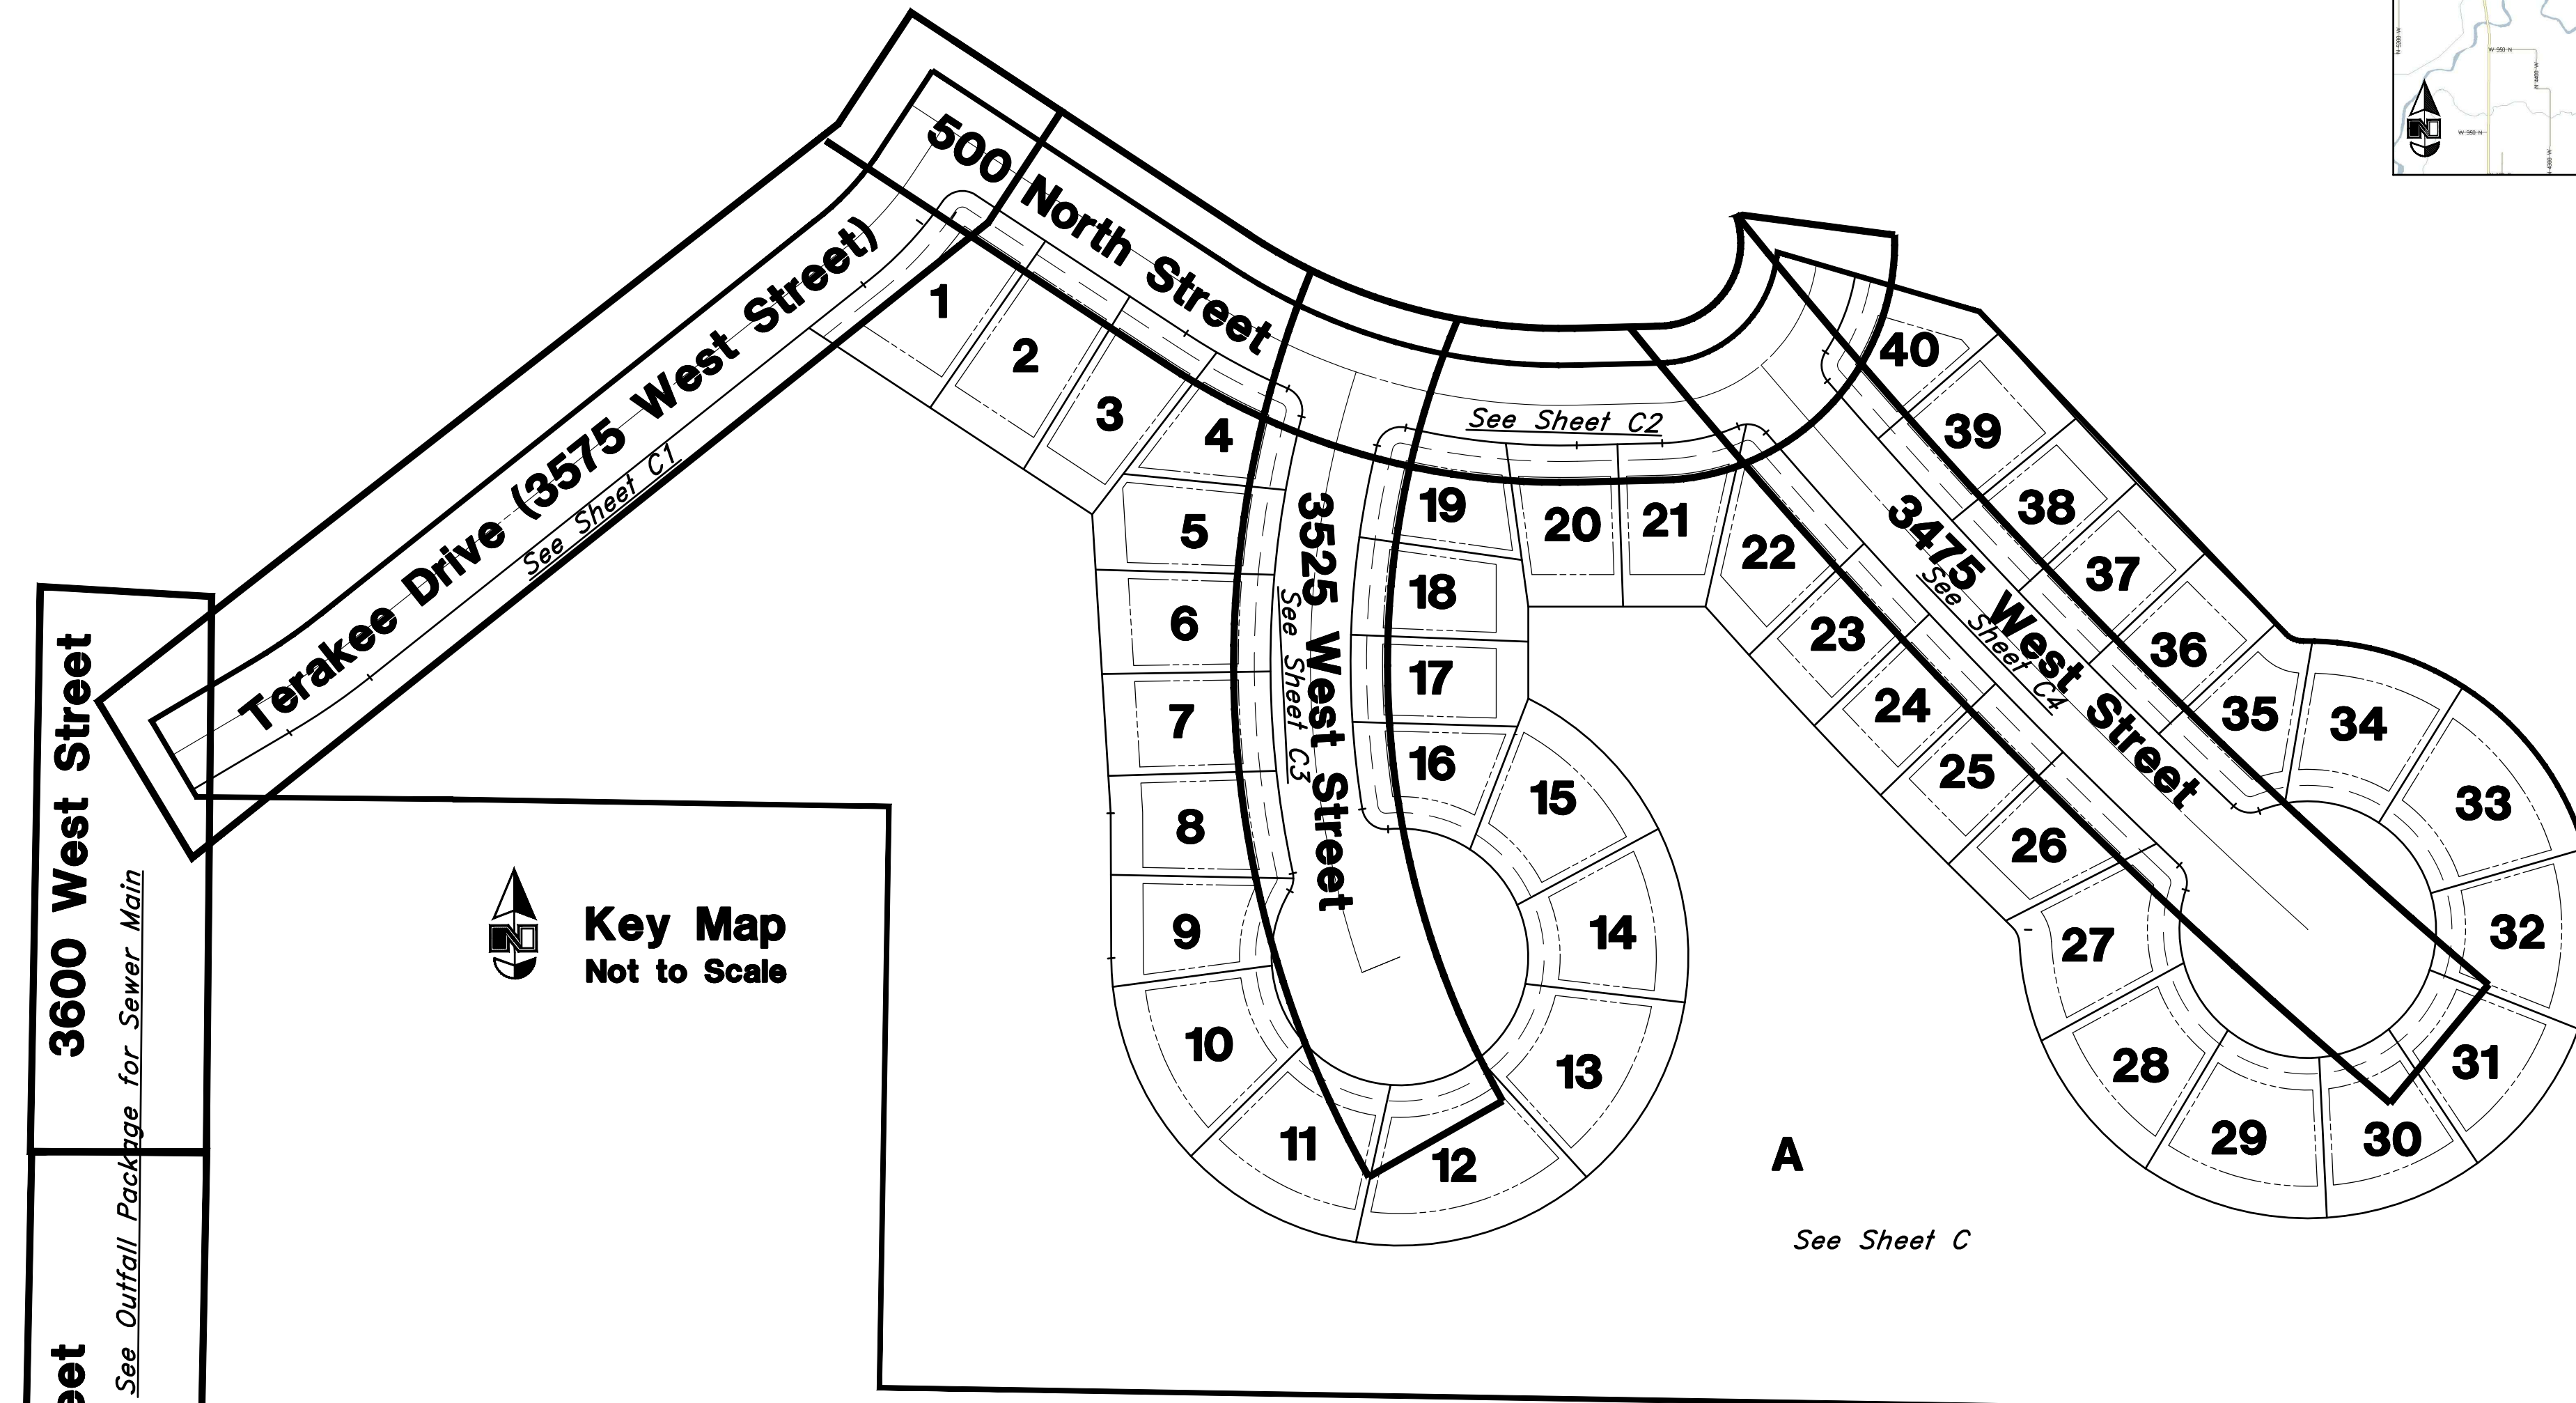 500 North Street
Terakee Drive (3575 West Street)
See Sheet C1
See Sheet C2
3525 West Street
See Sheet C3
3475 West Street
See Sheet C4
3600 West Street
See Outfall Package for Sewer Main
eet
Key Map
Not to Scale
1
2
3
4
5
6
7
8
9
10
11
12
13
14
15
16
17
18
19
20
21
22
23
24
25
26
27
28
29
30
31
32
33
34
35
36
37
38
39
40
A
See Sheet C
N
N
W 950 N
W 350 N